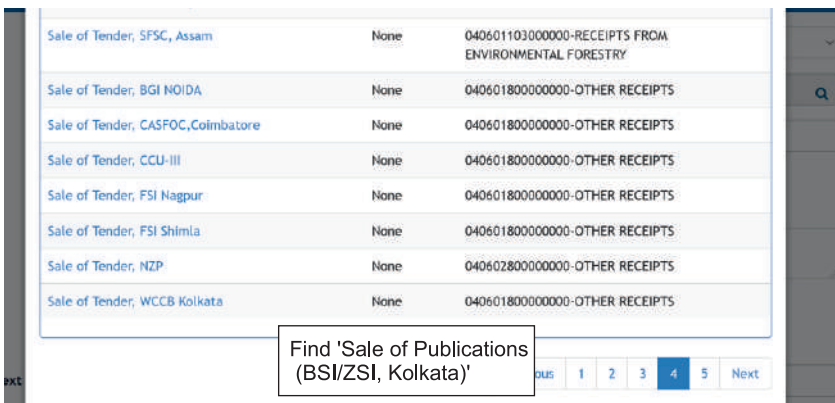 Sale of Tender, SFSC, Assam None 040601103000000-RECEIPTS FROM
ENVIRONMENTAL FORESTRY
Sale of Tender, BGI NOIDA None 040601800000000-OTHER RECEIPTS
Sale of Tender, CASFOC,Coimbatore None 040601800000000-OTHER RECEIPTS
Sale of Tender, CCU-III None 040601800000000-OTHER RECEIPTS
Sale of Tender, FSI Nagpur None 040601800000000-OTHER RECEIPTS
Sale of Tender, FSI Shimla None 040601800000000-OTHER RECEIPTS
Sale of Tender, NZP None 040602800000000-OTHER RECEIPTS
Sale of Tender, WCCB Kolkata None 040601800000000-OTHER RECEIPTS
Find 'Sale of Publications
(BSI/ZSI, Kolkata)'
ext ous 1 2 3 4 5 Next